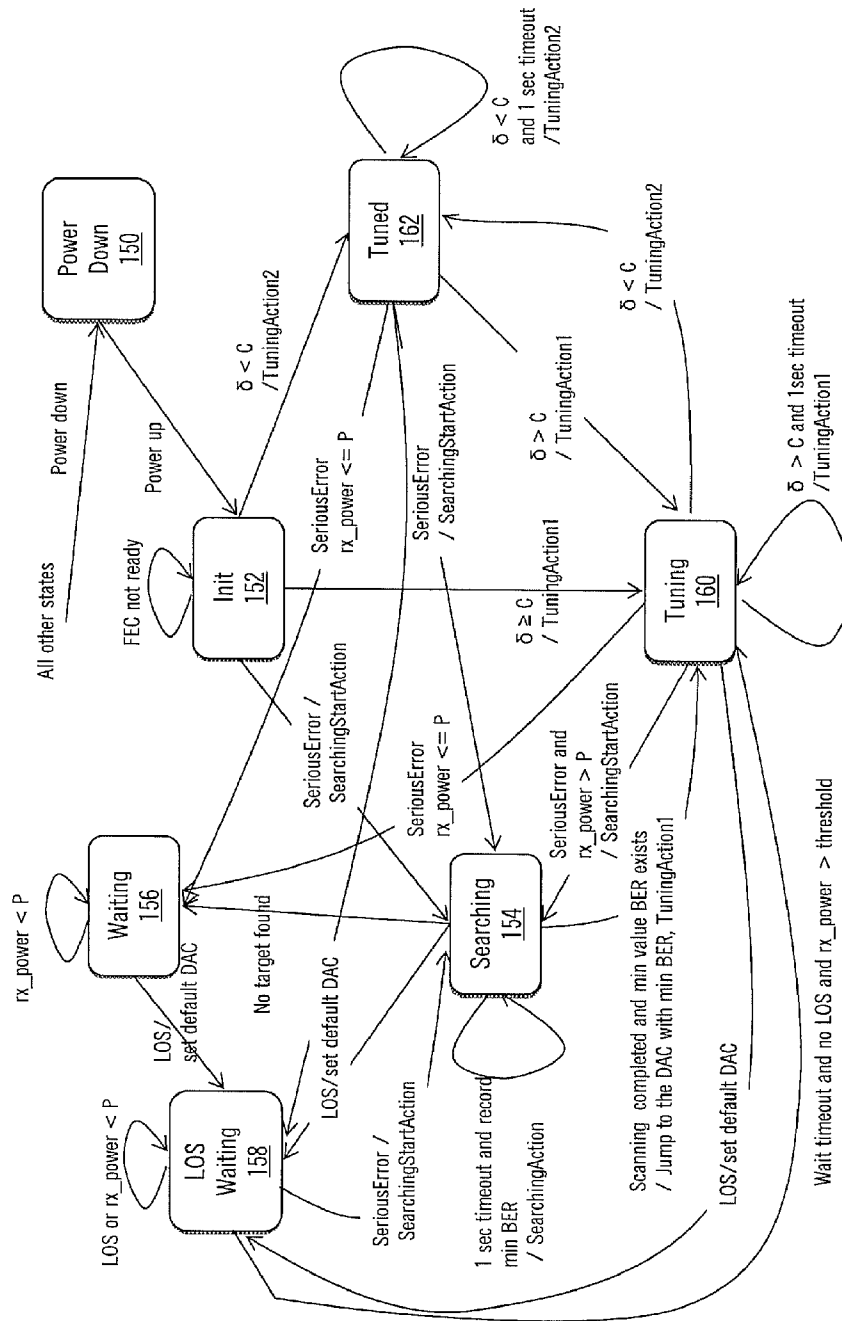 All other states
Power down
Power
Down
150
Power up
FEC not ready
Init
152
δ < C
/TuningAction2
Tuned
162
δ < C
and 1 sec timeout
/TuningAction2
rx_power < P
Waiting
156
LOS/
set default DAC
LOS or rx_power < P
LOS
Waiting
158
No target found
LOS/set default DAC
SeriousError /
SearchingStartAction
SeriousError
rx_power <= P
SeriousError
/ SearchingStartAction
SeriousError /
SearchingStartAction
Searching
154
1 sec timeout and record
min BER
/ SearchingAction
SeriousError
rx_power <= P
δ ≥ C
/ TuningAction1
δ > C
/ TuningAction1
δ < C
/ TuningAction2
SeriousError and
rx_power > P
/ SearchingStartAction
Tuning
160
Scanning completed and min value BER exists
/ Jump to the DAC with min BER, TuningAction1
LOS/set default DAC
δ > C and 1sec timeout
/TuningAction1
Wait timeout and no LOS and rx_power > threshold